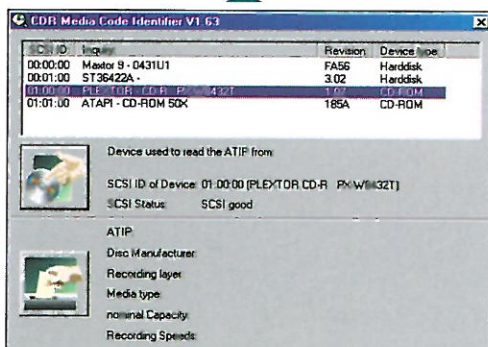 CDR Media Code Identifier V1.63
SCSI ID Inquiry Revision Device type
00:00:00 Maxtor 9 - 0431U1 FA56 Harddisk
00:01:00 ST36422A - 3.02 Harddisk
01:00:00 PLEXTOR CD-R PX-W8432T 1.07 CD-ROM
01:01:00 ATAPI - CD-ROM 50X 185A CD-ROM
Device used to read the ATIP from:
SCSI ID of Device: 01:00:00 (PLEXTOR CD-R PX-W8432T)
SCSI Status: SCSI good
ATIP:
Disc Manufacturer:
Recording layer:
Media type:
nominal Capacity:
Recording Speeds: